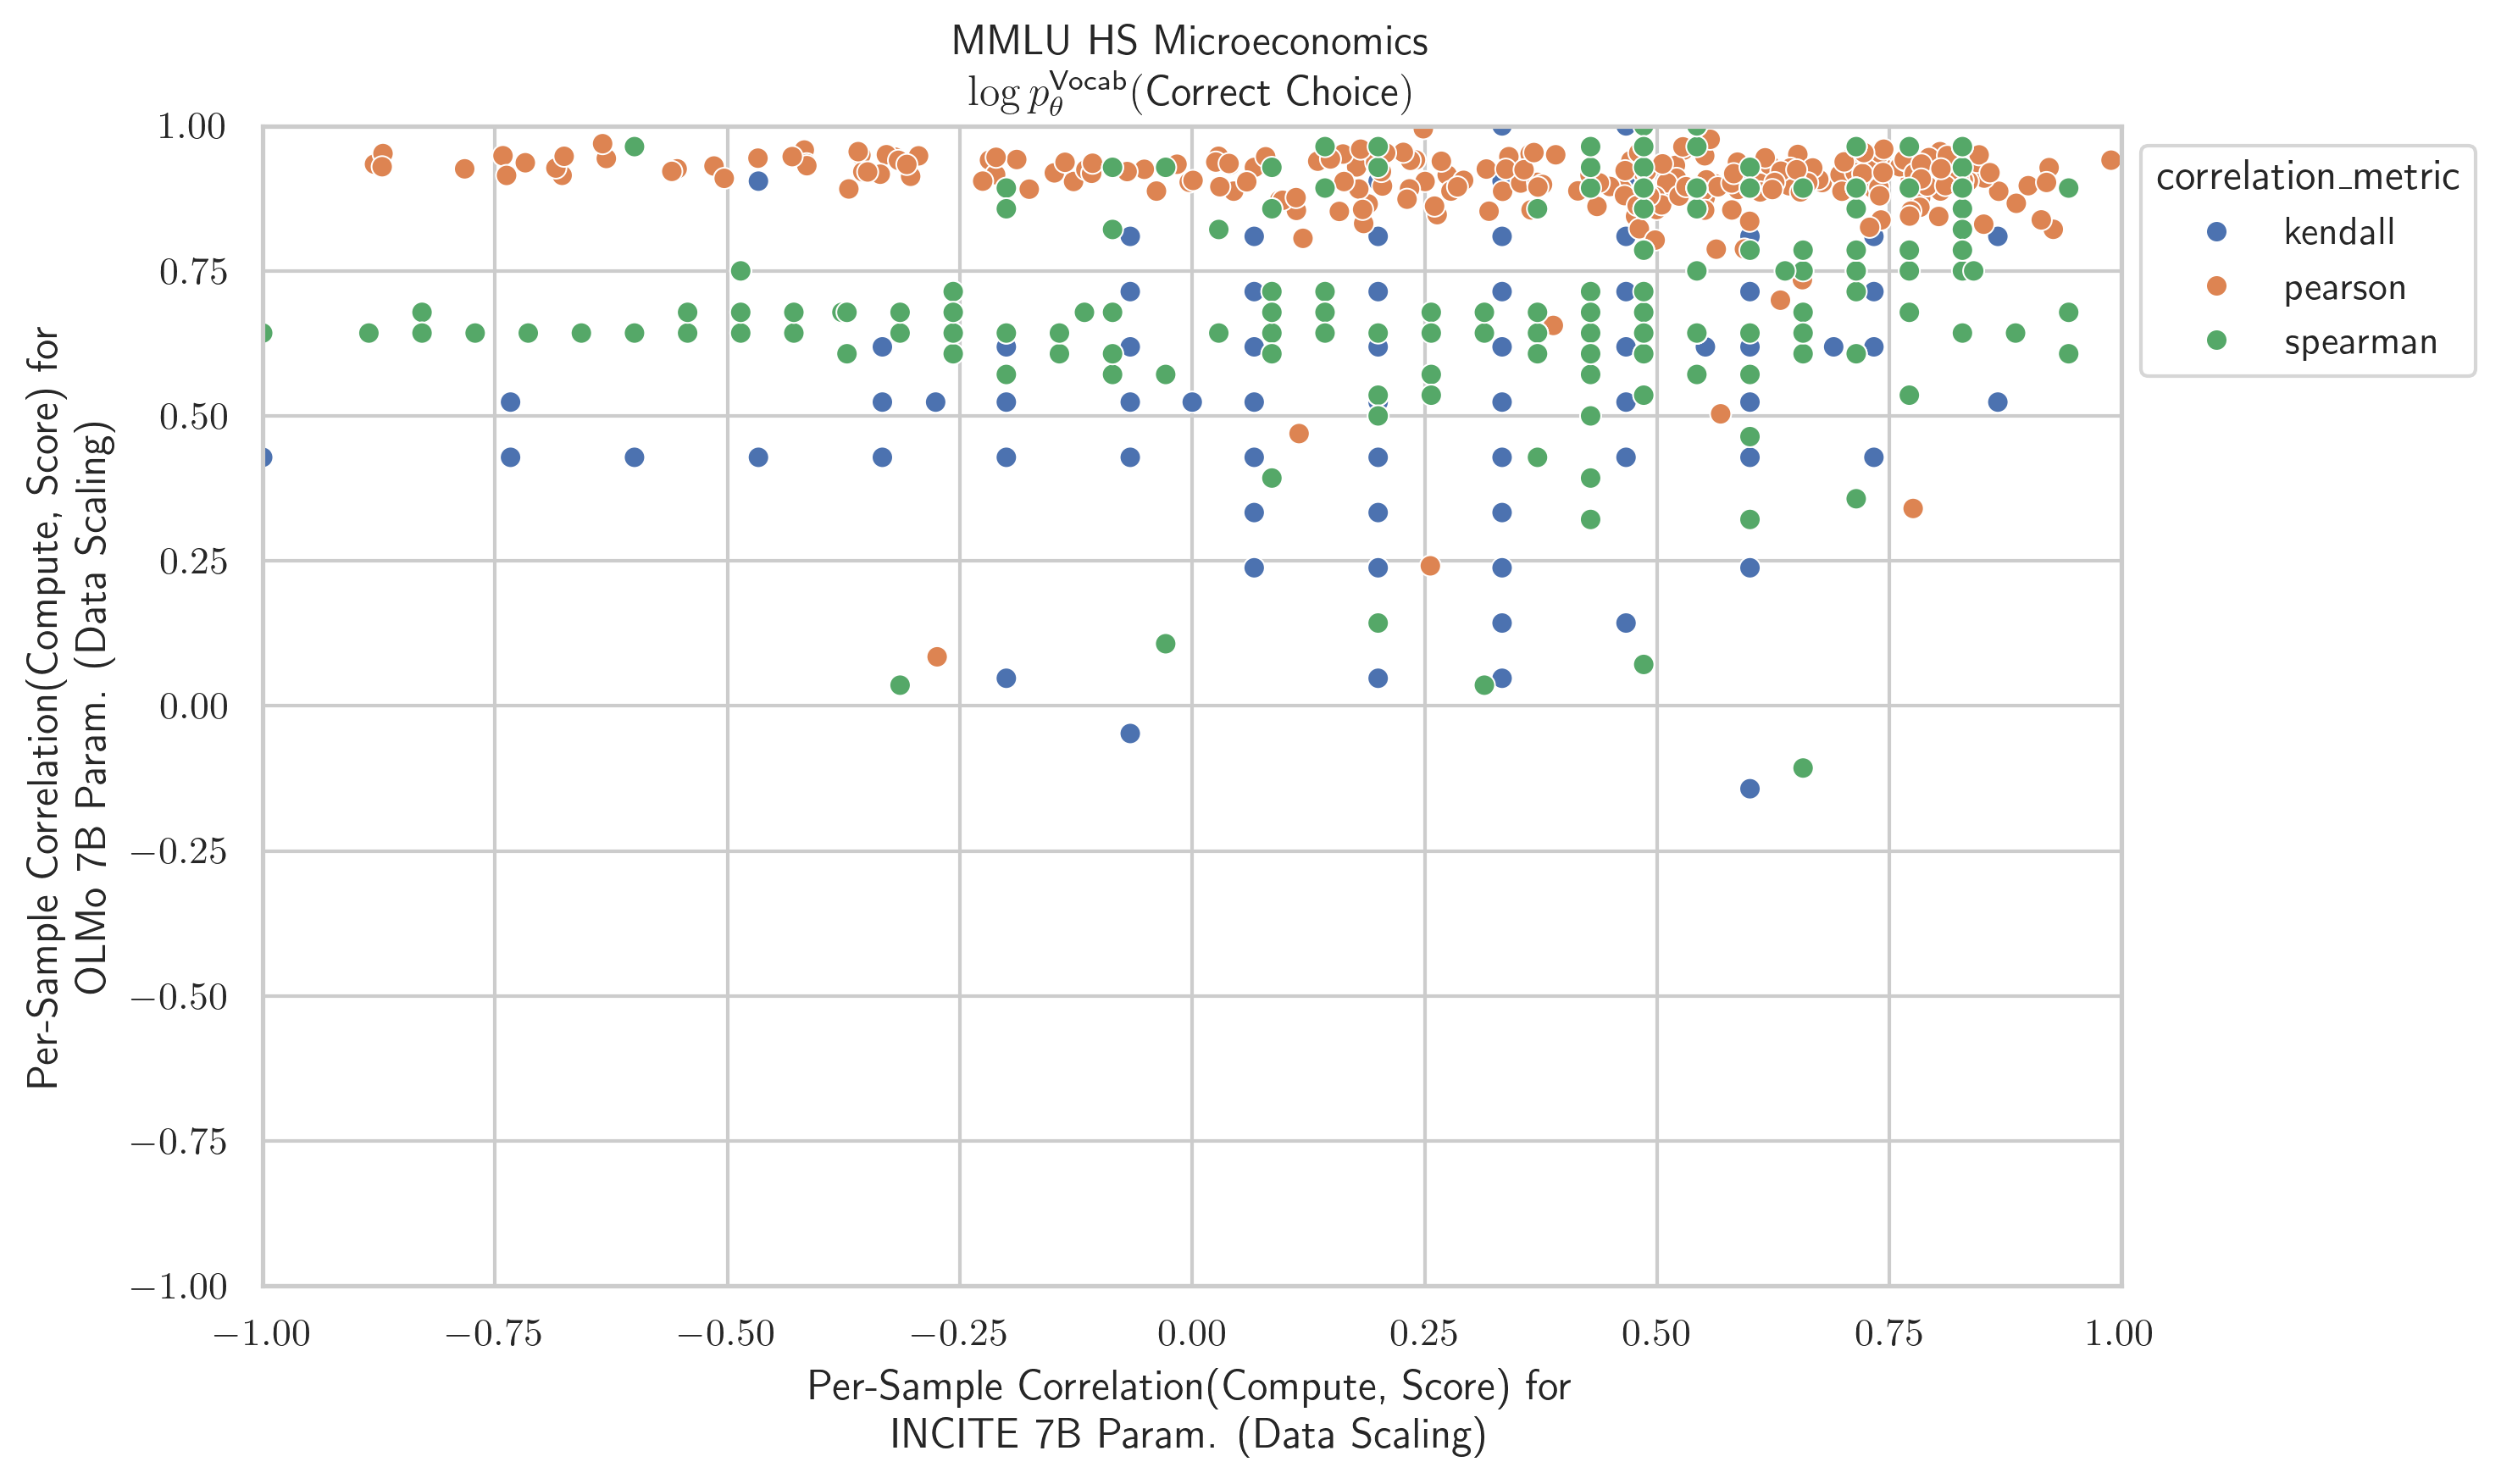 MMLU HS Microeconomics
log p_θ^Vocab(Correct Choice)
Per-Sample Correlation(Compute, Score) for
OLMo 7B Param. (Data Scaling)
1.00
0.75
0.50
0.25
0.00
−0.25
−0.50
−0.75
−1.00
−1.00 −0.75 −0.50 −0.25 0.00 0.25 0.50 0.75 1.00
Per-Sample Correlation(Compute, Score) for
INCITE 7B Param. (Data Scaling)
correlation_metric
kendall
pearson
spearman